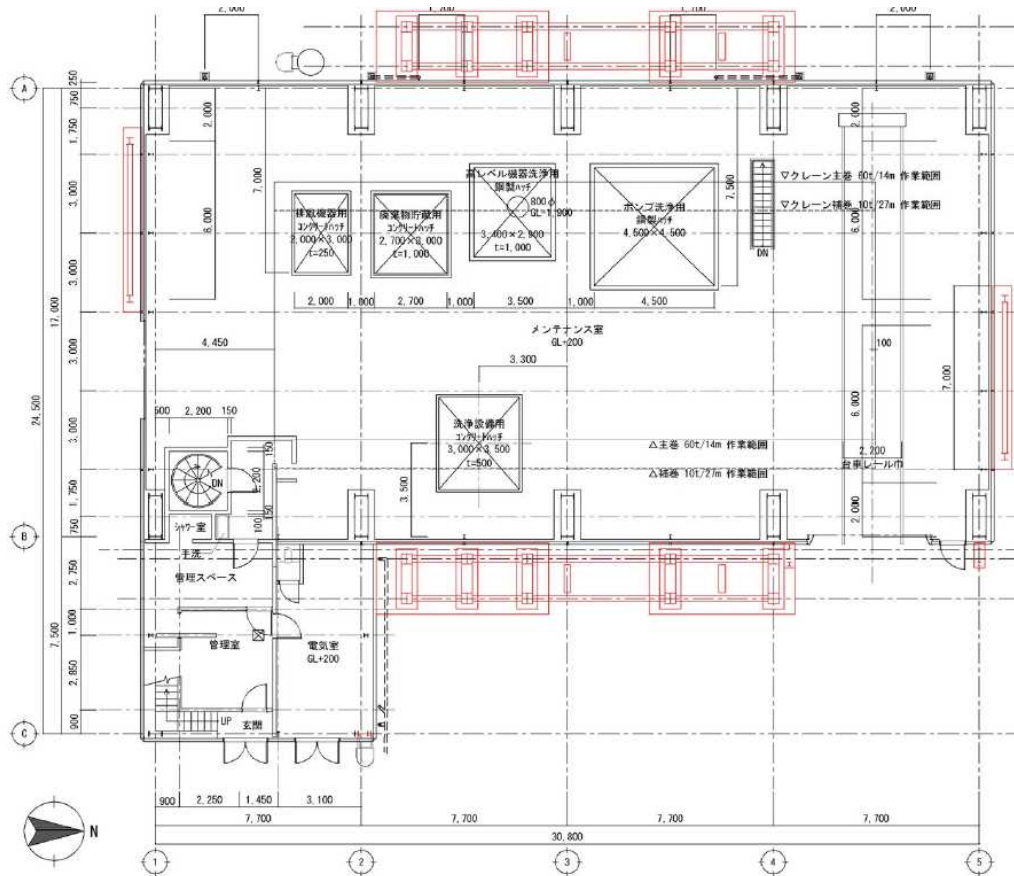 2,000
1,700
1,700
2,000
A
250
750
1,750
3,000
3,000
3,000
3,000
1,750
750
17,000
24,500
2,000
6,000
7,000
7,500
2,000
6,000
▽クレーン主巻 60t/14m 作業範囲
▽クレーン補巻 10t/27m 作業範囲
DN
排風機器用
コンクリートハッチ
2,000×3,000
t=250
廃棄物貯蔵用
コンクリートハッチ
2,700×3,000
t=1,000
高レベル機器洗浄用
鋼製ハッチ
800φ
GL=1,900
3,400×2,800
t=1,000
ポンプ洗浄用
鋼製ハッチ
4,500×4,500
2,000
1,000
2,700
1,000
3,500
1,000
4,500
メンテナンス室
GL+200
4,450
3,300
100
7,000
500
2,200
150
洗浄設備用
コンクリートハッチ
3,000×3,500
t=500
3,500
6,000
△主巻 60t/14m 作業範囲
△補巻 10t/27m 作業範囲
2,200
台車レール巾
2,000
DN
150
1,200
150
100
シャワー室
B
手洗
管理スペース
2,750
1,000
2,850
900
7,500
管理室
電気室
GL+200
UP
玄関
C
900
2,250
1,450
3,100
7,700
7,700
7,700
7,700
30,800
N
1
2
3
4
5